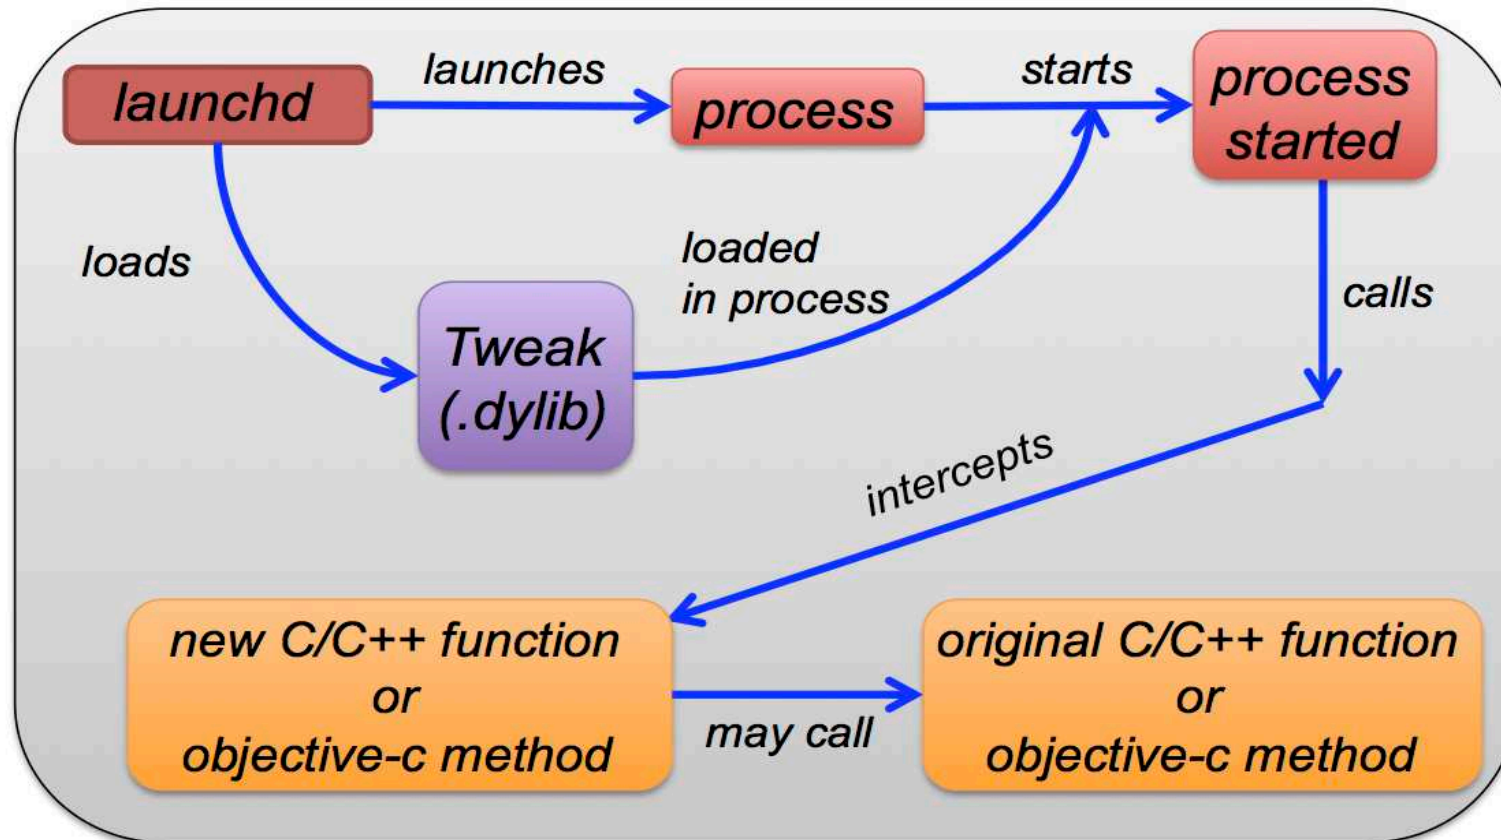 launchd
launches
process
starts
process
started
loads
loaded
in process
calls
Tweak
(.dylib)
intercepts
new C/C++ function
or
objective-c method
may call
original C/C++ function
or
objective-c method